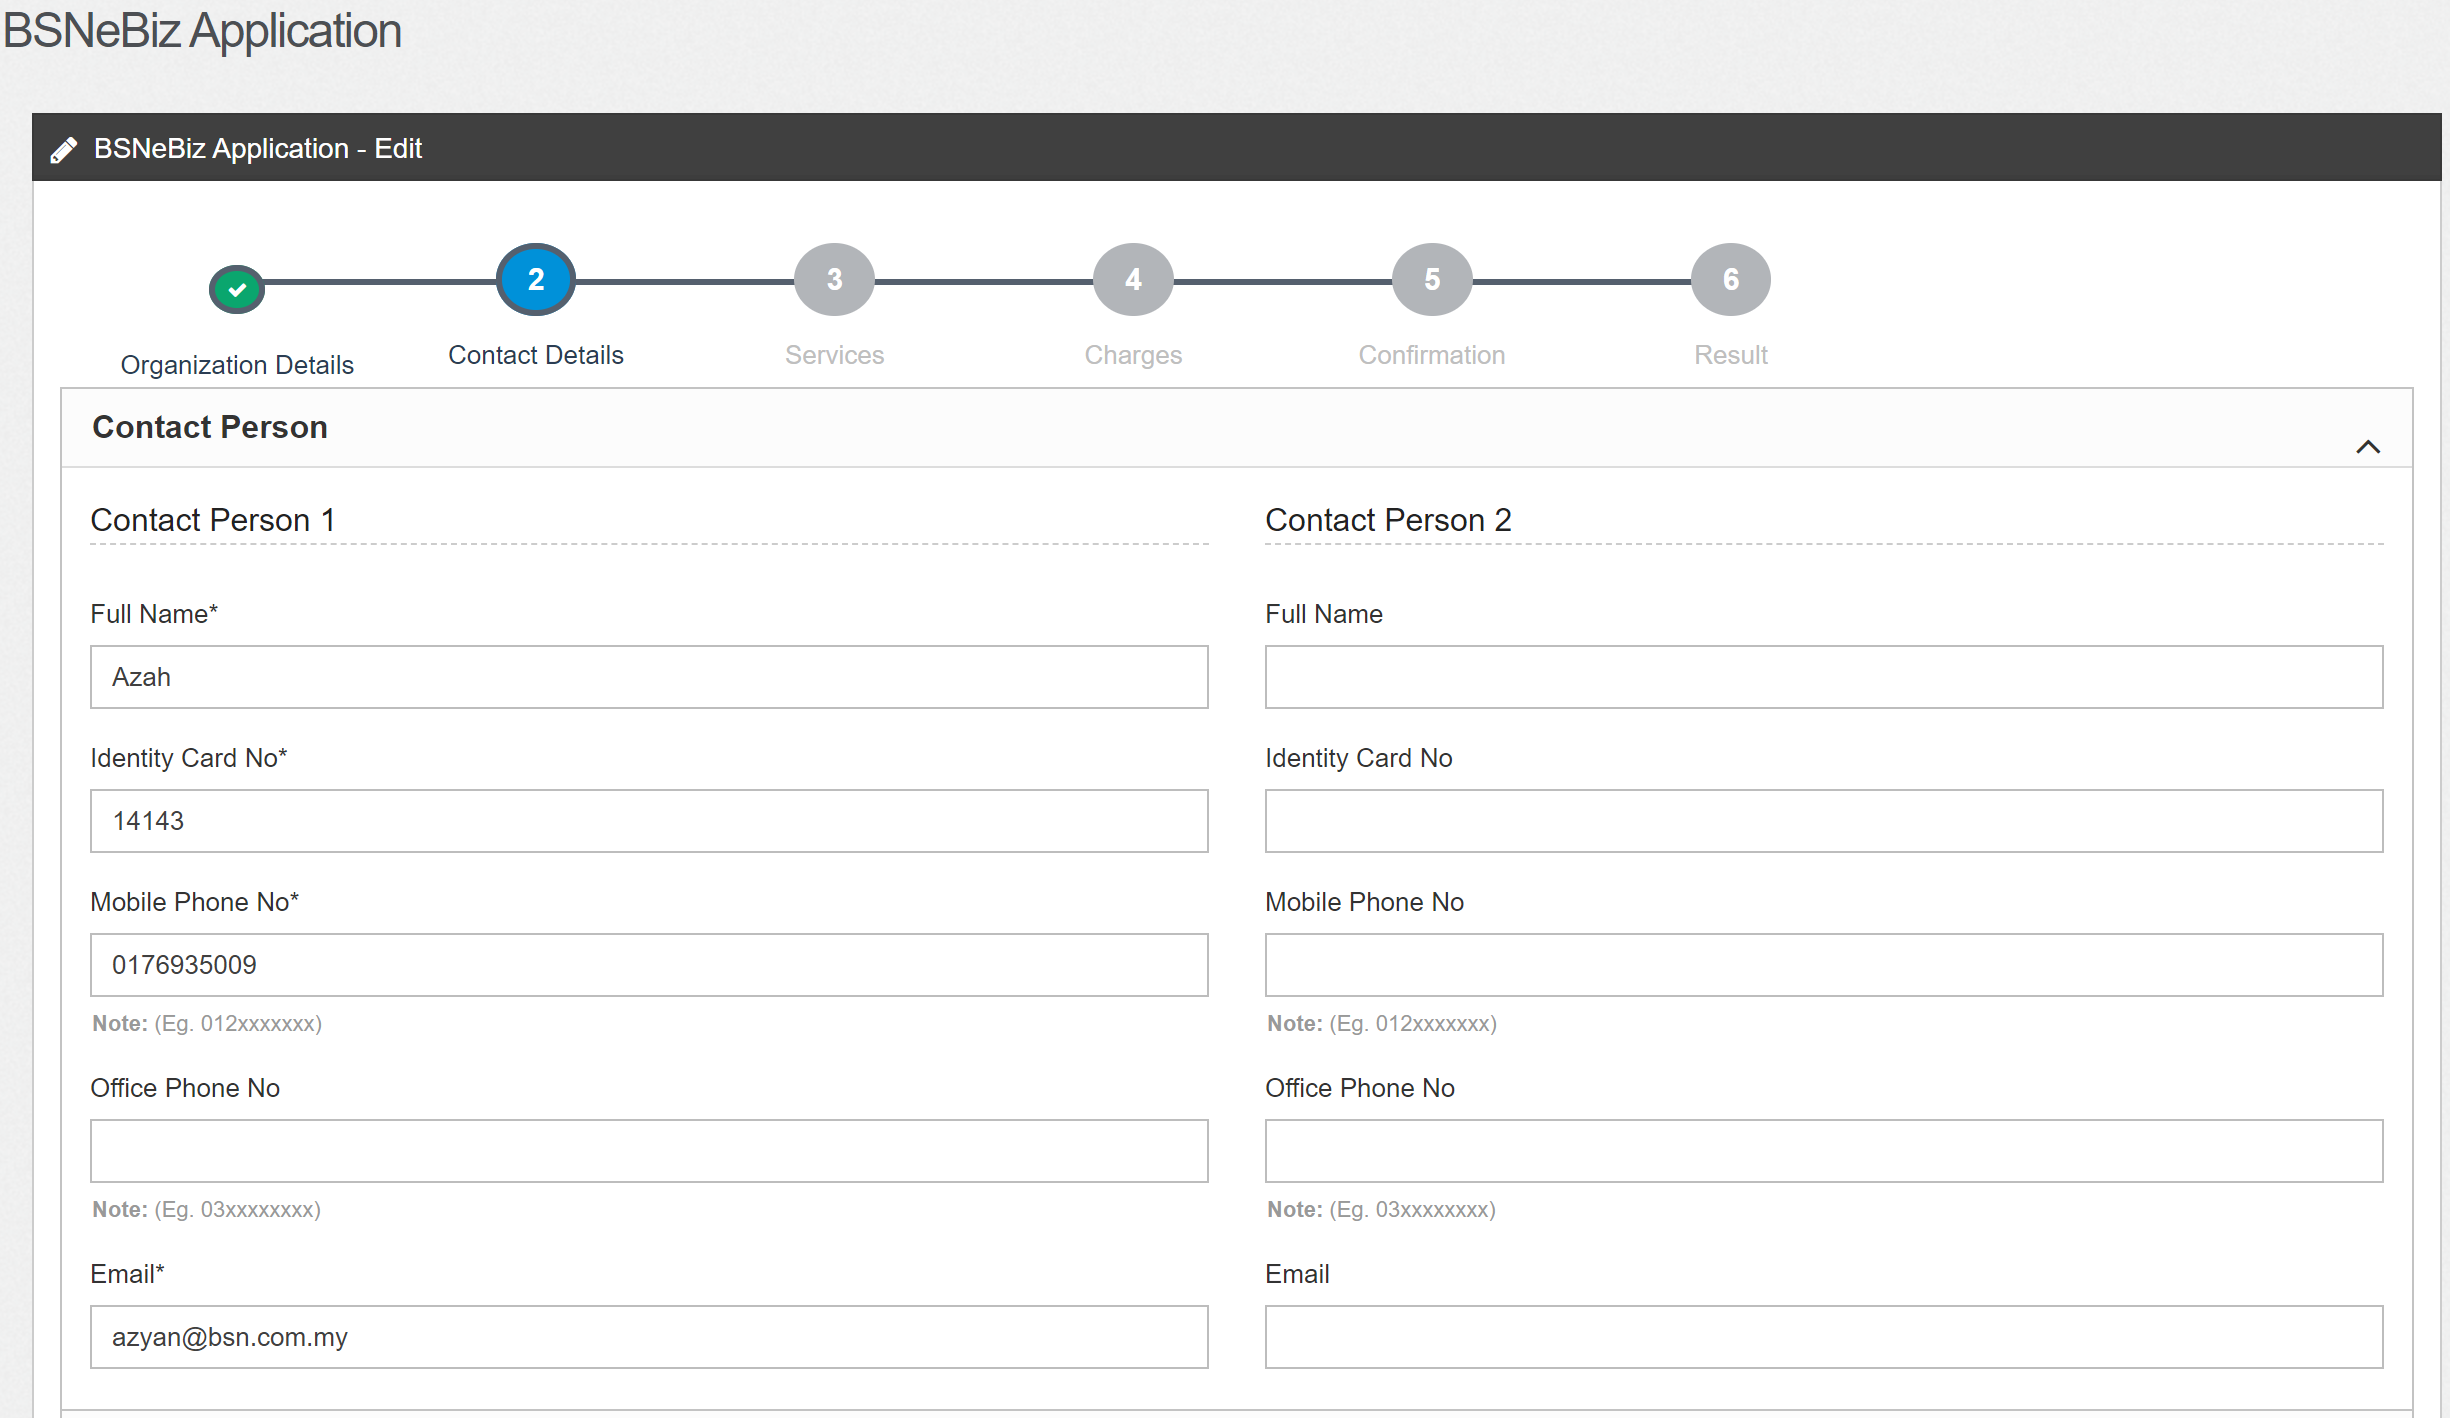 BSNeBiz Application
BSNeBiz Application - Edit
2 3 4 5 6
Organization Details Contact Details Services Charges Confirmation Result
Contact Person
Contact Person 1
Full Name*
Azah
Identity Card No*
14143
Mobile Phone No*
0176935009
Note: (Eg. 012xxxxxxx)
Office Phone No
Note: (Eg. 03xxxxxxxx)
Email*
azyan@bsn.com.my
Contact Person 2
Full Name
Identity Card No
Mobile Phone No
Note: (Eg. 012xxxxxxx)
Office Phone No
Note: (Eg. 03xxxxxxxx)
Email